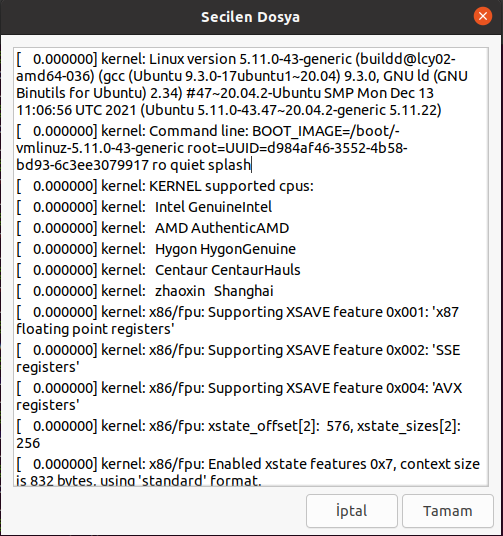 Secilen Dosya
[    0.000000] kernel: Linux version 5.11.0-43-generic (buildd@lcy02-
amd64-036) (gcc (Ubuntu 9.3.0-17ubuntu1~20.04) 9.3.0, GNU ld (GNU
Binutils for Ubuntu) 2.34) #47~20.04.2-Ubuntu SMP Mon Dec 13
11:06:56 UTC 2021 (Ubuntu 5.11.0-43.47~20.04.2-generic 5.11.22)
[    0.000000] kernel: Command line: BOOT_IMAGE=/boot/-
vmlinuz-5.11.0-43-generic root=UUID=d984af46-3552-4b58-
bd93-6c3ee3079917 ro quiet splash
[    0.000000] kernel: KERNEL supported cpus:
[    0.000000] kernel:   Intel GenuineIntel
[    0.000000] kernel:   AMD AuthenticAMD
[    0.000000] kernel:   Hygon HygonGenuine
[    0.000000] kernel:   Centaur CentaurHauls
[    0.000000] kernel:   zhaoxin   Shanghai
[    0.000000] kernel: x86/fpu: Supporting XSAVE feature 0x001: 'x87
floating point registers'
[    0.000000] kernel: x86/fpu: Supporting XSAVE feature 0x002: 'SSE
registers'
[    0.000000] kernel: x86/fpu: Supporting XSAVE feature 0x004: 'AVX
registers'
[    0.000000] kernel: x86/fpu: xstate_offset[2]:  576, xstate_sizes[2]:
256
[    0.000000] kernel: x86/fpu: Enabled xstate features 0x7, context size
is 832 bytes, using 'standard' format.
İptal
Tamam